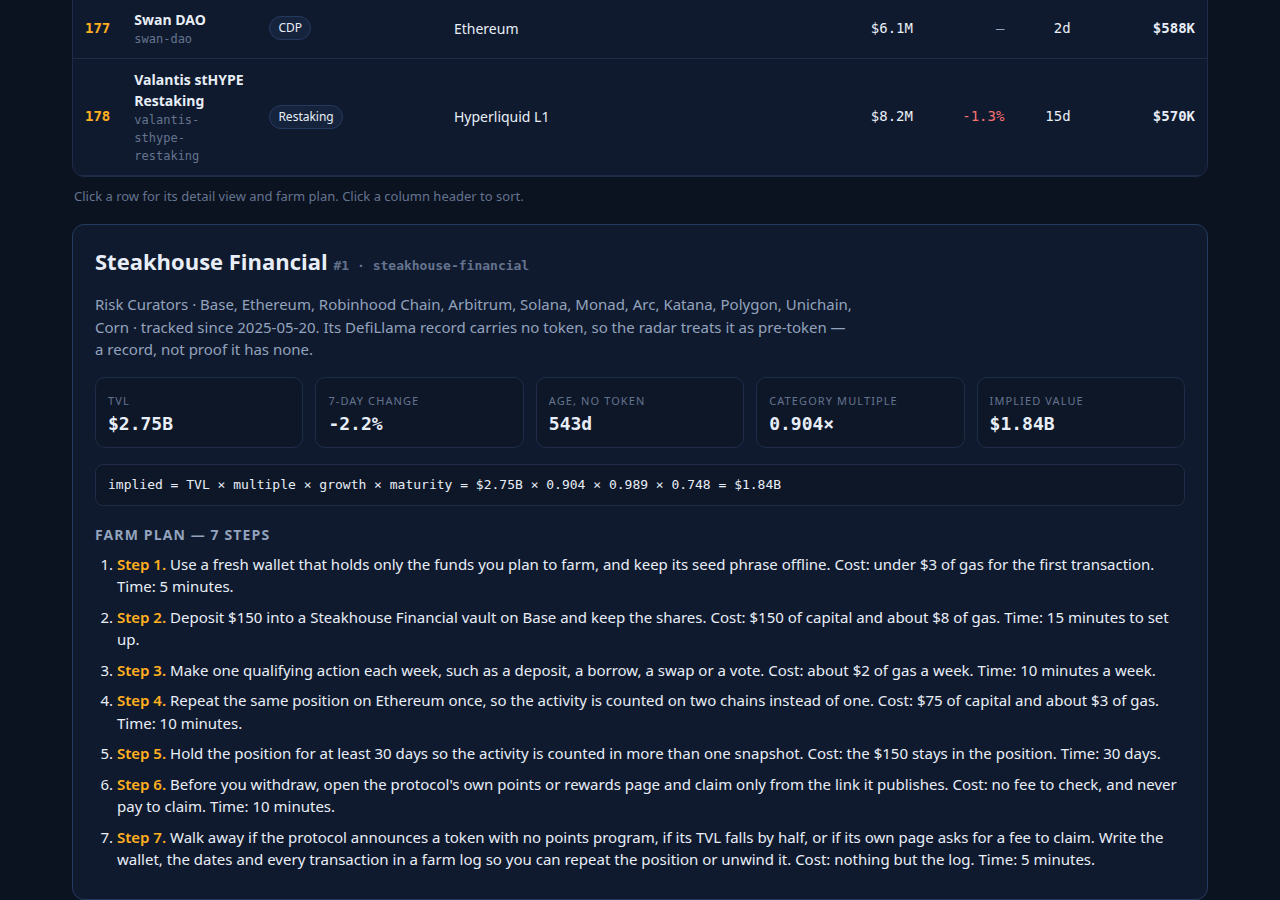 177 Swan DAO swan-dao CDP Ethereum $6.1M — 2d $588K
178 Valantis stHYPE Restaking valantis-sthype-restaking Restaking Hyperliquid L1 $8.2M -1.3% 15d $570K
Click a row for its detail view and farm plan. Click a column header to sort.
Steakhouse Financial #1 · steakhouse-financial
Risk Curators · Base, Ethereum, Robinhood Chain, Arbitrum, Solana, Monad, Arc, Katana, Polygon, Unichain,
Corn · tracked since 2025-05-20. Its DefiLlama record carries no token, so the radar treats it as pre-token —
a record, not proof it has none.
TVL
$2.75B
7-DAY CHANGE
-2.2%
AGE, NO TOKEN
543d
CATEGORY MULTIPLE
0.904×
IMPLIED VALUE
$1.84B
implied = TVL × multiple × growth × maturity = $2.75B × 0.904 × 0.989 × 0.748 = $1.84B
FARM PLAN — 7 STEPS
1. Step 1. Use a fresh wallet that holds only the funds you plan to farm, and keep its seed phrase offline. Cost: under $3 of gas for the first transaction.
Time: 5 minutes.
2. Step 2. Deposit $150 into a Steakhouse Financial vault on Base and keep the shares. Cost: $150 of capital and about $8 of gas. Time: 15 minutes to set
up.
3. Step 3. Make one qualifying action each week, such as a deposit, a borrow, a swap or a vote. Cost: about $2 of gas a week. Time: 10 minutes a week.
4. Step 4. Repeat the same position on Ethereum once, so the activity is counted on two chains instead of one. Cost: $75 of capital and about $3 of gas.
Time: 10 minutes.
5. Step 5. Hold the position for at least 30 days so the activity is counted in more than one snapshot. Cost: the $150 stays in the position. Time: 30 days.
6. Step 6. Before you withdraw, open the protocol's own points or rewards page and claim only from the link it publishes. Cost: no fee to check, and never
pay to claim. Time: 10 minutes.
7. Step 7. Walk away if the protocol announces a token with no points program, if its TVL falls by half, or if its own page asks for a fee to claim. Write the
wallet, the dates and every transaction in a farm log so you can repeat the position or unwind it. Cost: nothing but the log. Time: 5 minutes.